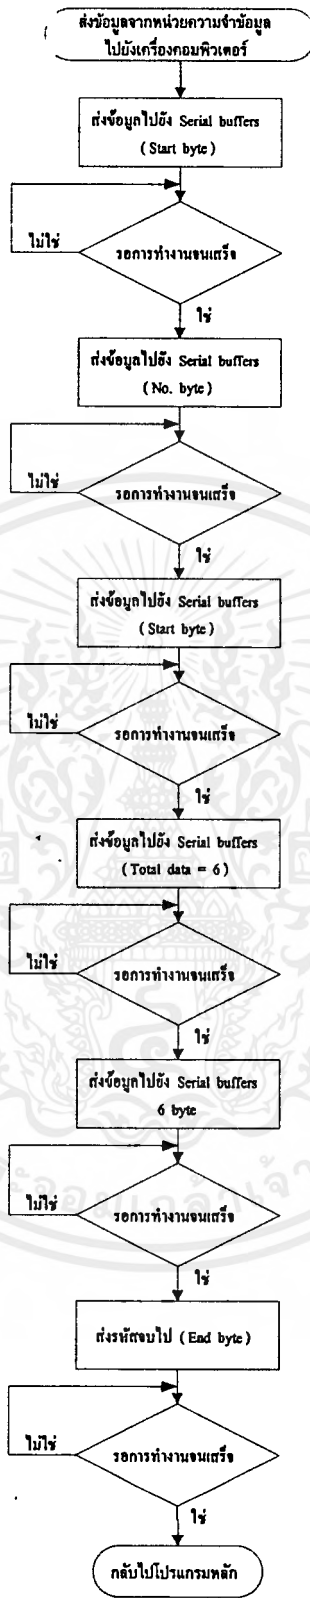 ส่งข้อมูลจากหน่วยความจำข้อมูล
ไปยังเครื่องคอมพิวเตอร์
ส่งข้อมูลไปยัง Serial buffers
(Start byte)
ไม่ใช่
รอการทำงานจนเสร็จ
ใช่
ส่งข้อมูลไปยัง Serial buffers
(No. byte)
ไม่ใช่
รอการทำงานจนเสร็จ
ใช่
ส่งข้อมูลไปยัง Serial buffers
(Start byte)
ไม่ใช่
รอการทำงานจนเสร็จ
ใช่
ส่งข้อมูลไปยัง Serial buffers
(Total data = 6)
ไม่ใช่
รอการทำงานจนเสร็จ
ใช่
ส่งข้อมูลไปยัง Serial buffers
6 byte
ไม่ใช่
รอการทำงานจนเสร็จ
ใช่
ส่งรหัสจบไป (End byte)
ไม่ใช่
รอการทำงานจนเสร็จ
ใช่
กลับไปโปรแกรมหลัก